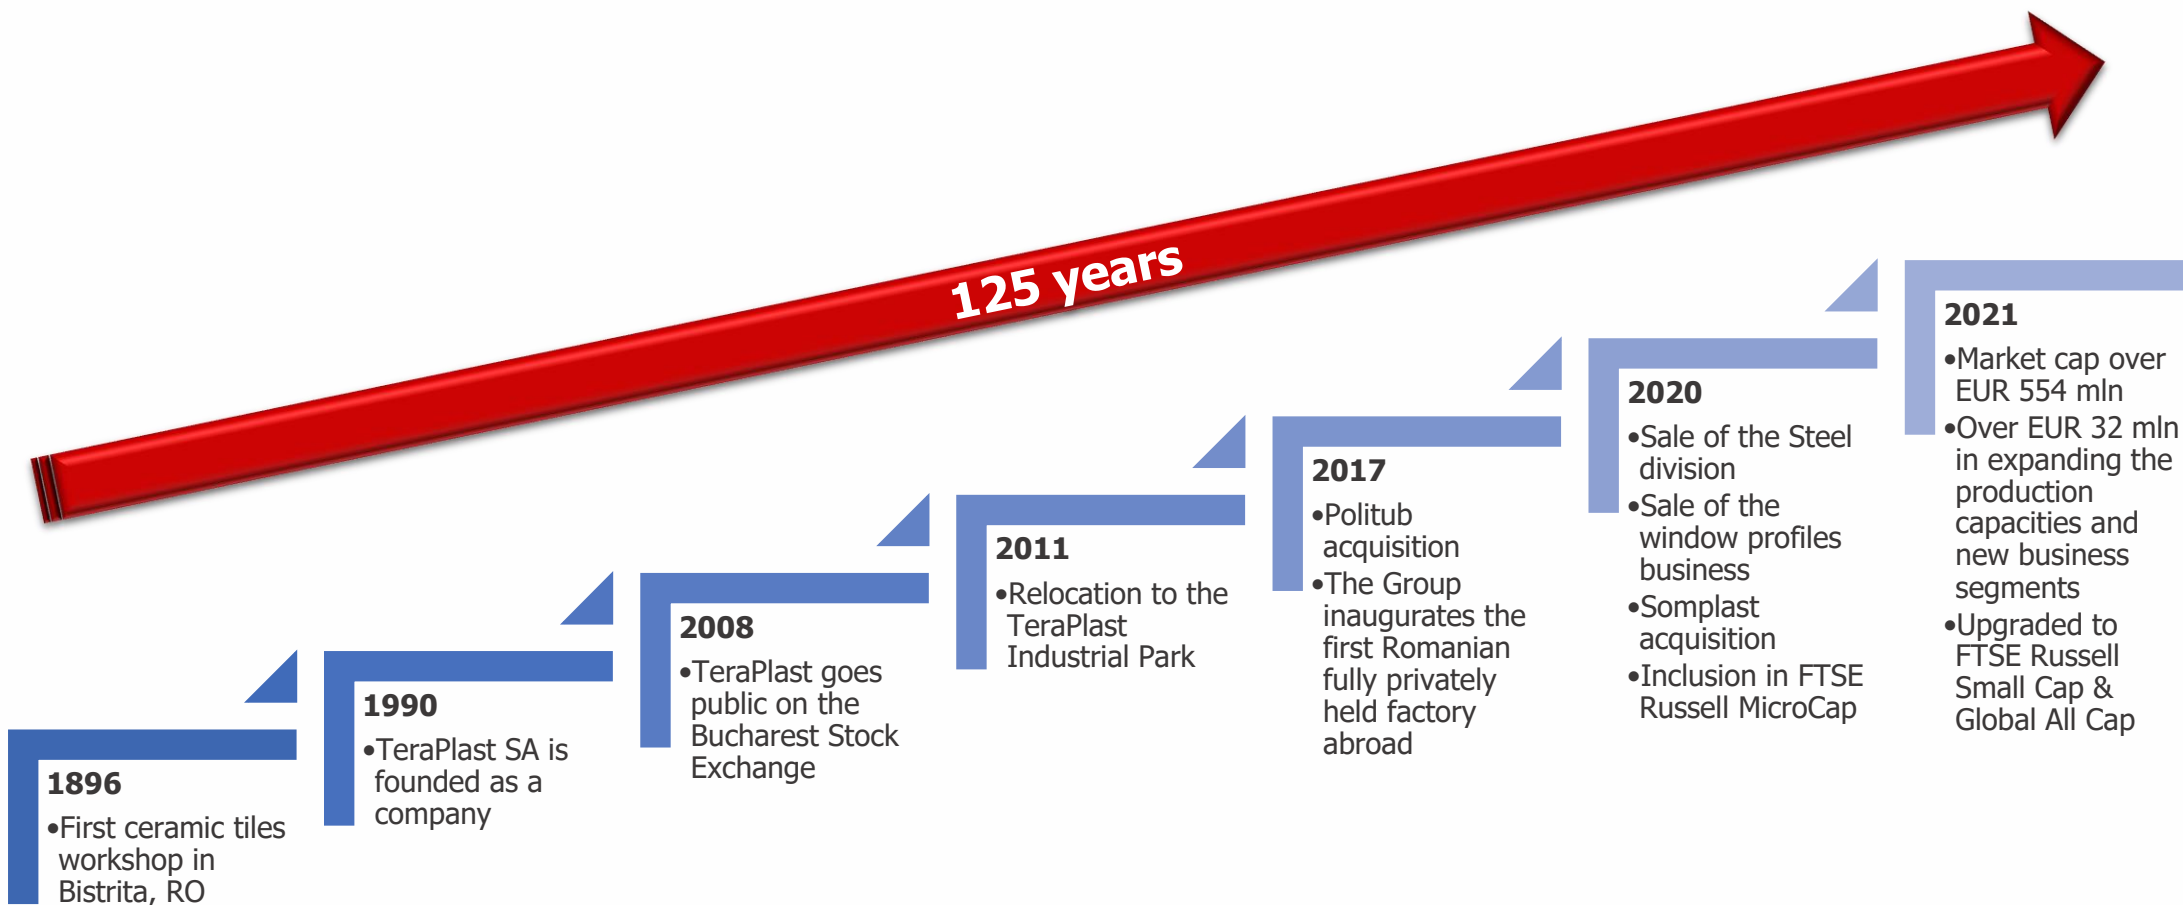 125 years
1896
•First ceramic tiles
workshop in
Bistrita, RO
1990
•TeraPlast SA is
founded as a
company
2008
•TeraPlast goes
public on the
Bucharest Stock
Exchange
2011
•Relocation to the
TeraPlast
Industrial Park
2017
•Politub
acquisition
•The Group
inaugurates the
first Romanian
fully privately
held factory
abroad
2020
•Sale of the Steel
division
•Sale of the
window profiles
business
•Somplast
acquisition
•Inclusion in FTSE
Russell MicroCap
2021
•Market cap over
EUR 554 mln
•Over EUR 32 mln
in expanding the
production
capacities and
new business
segments
•Upgraded to
FTSE Russell
Small Cap &
Global All Cap